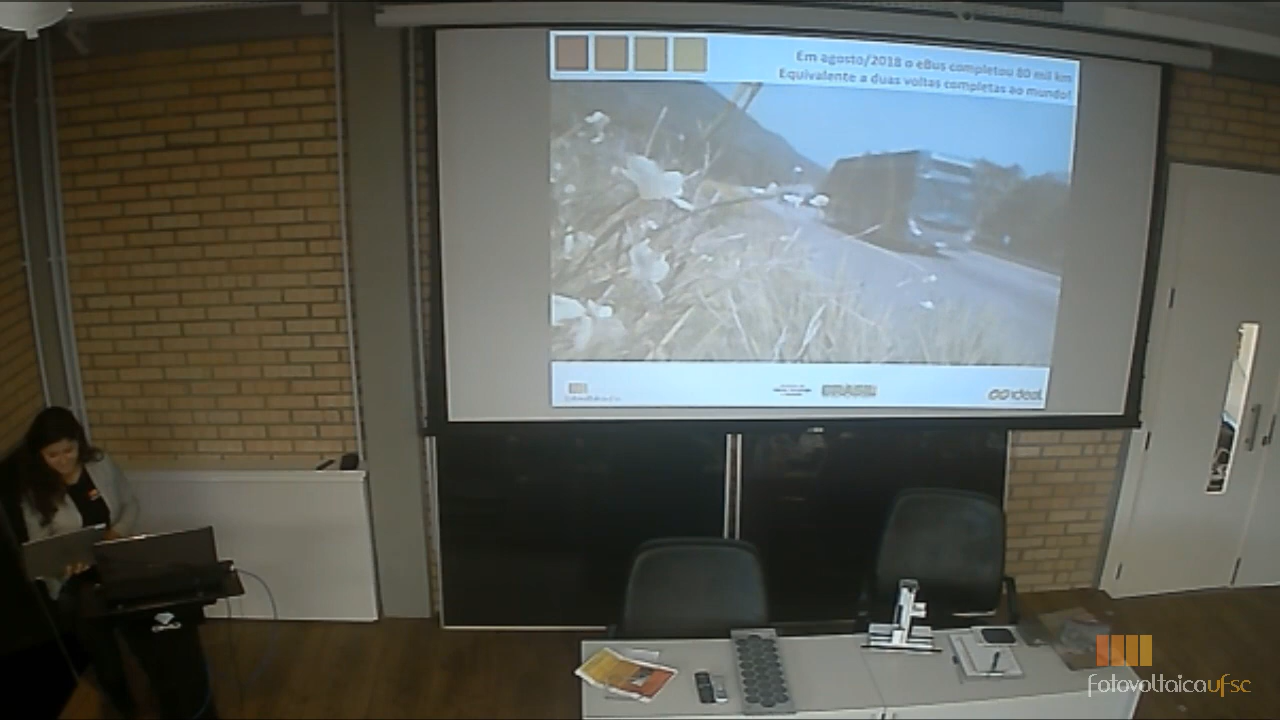 Em agosto/2018 o eBus completou 80 mil km
Equivalente a duas voltas completas ao mundo!
ideal
fotovoltaicaufsc